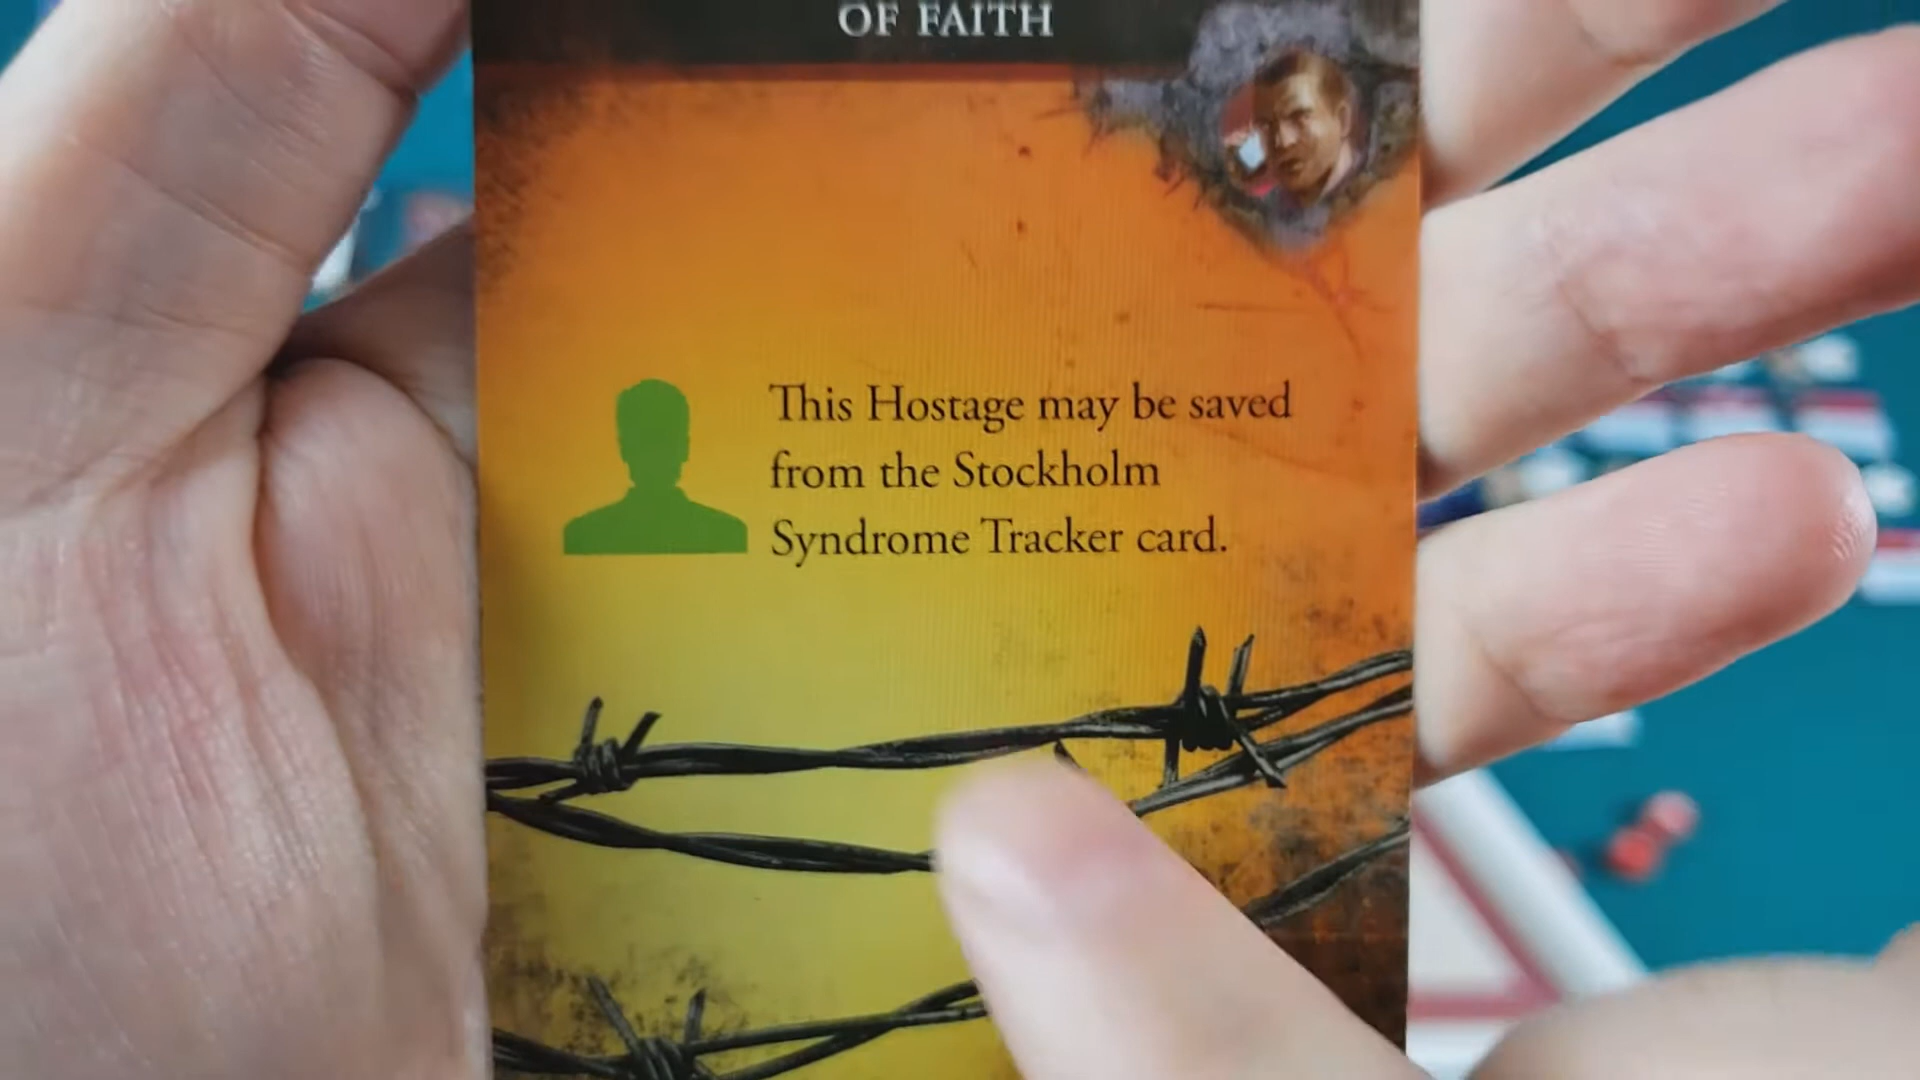 OF FAITH
This Hostage may be saved
from the Stockholm
Syndrome Tracker card.